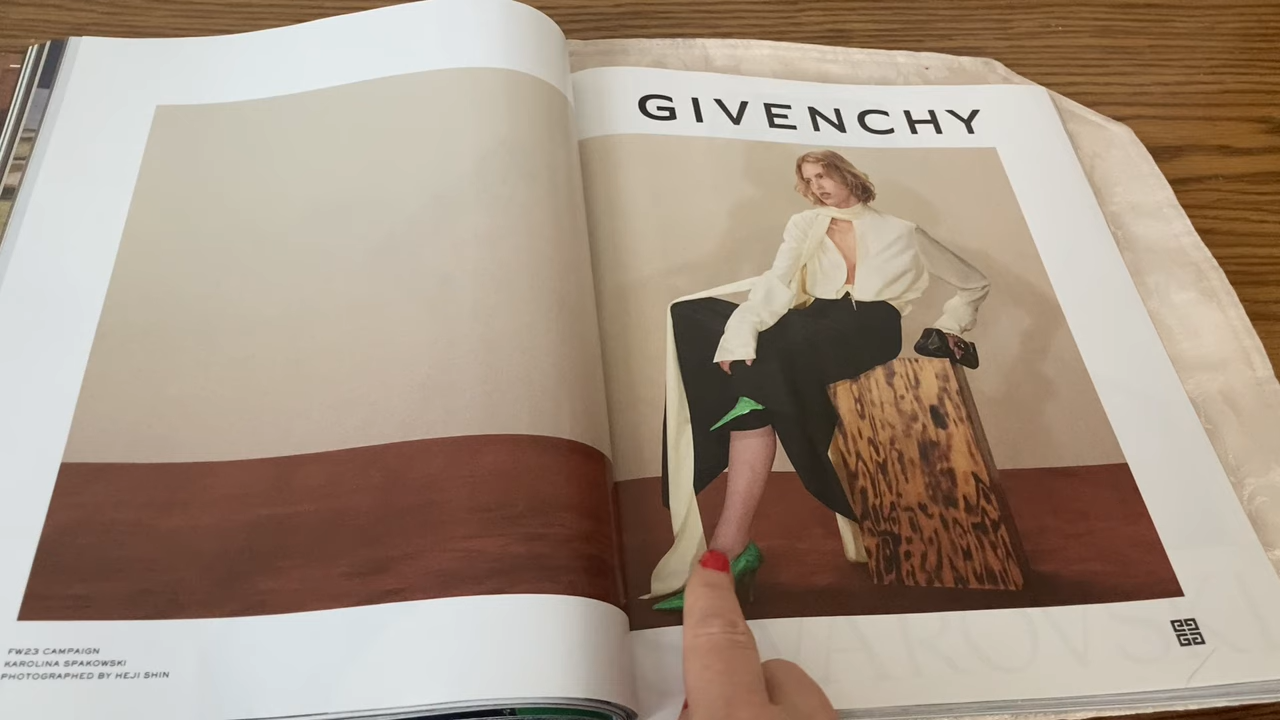 GIVENCHY
FW23 CAMPAIGN
KAROLINA SPAKOWSKI
PHOTOGRAPHED BY HEJI SHIN